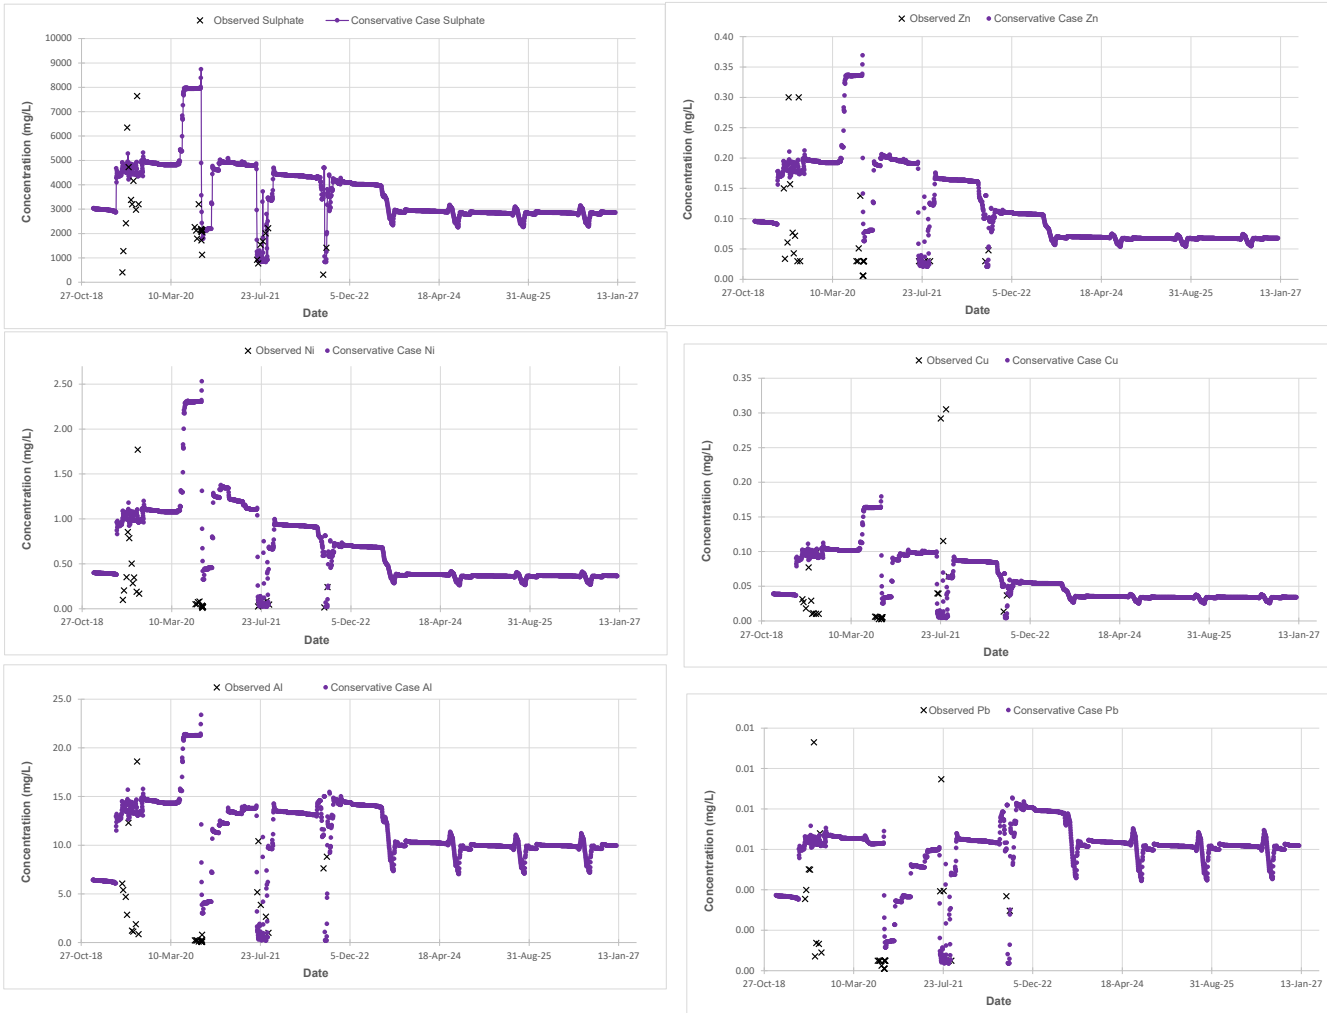 Observed Sulphate Conservative Case Sulphate
10000
9000
8000
7000
6000
5000
4000
3000
2000
1000
0
Concentratiion (mg/L)
27-Oct-18 10-Mar-20 23-Jul-21 5-Dec-22 18-Apr-24 31-Aug-25 13-Jan-27
Date
Observed Zn Conservative Case Zn
0.40
0.35
0.30
0.25
0.20
0.15
0.10
0.05
0.00
Concentratiion (mg/L)
27-Oct-18 10-Mar-20 23-Jul-21 5-Dec-22 18-Apr-24 31-Aug-25 13-Jan-27
Date
Observed Ni Conservative Case Ni
2.50
2.00
1.50
1.00
0.50
0.00
Concentratiion (mg/L)
27-Oct-18 10-Mar-20 23-Jul-21 5-Dec-22 18-Apr-24 31-Aug-25 13-Jan-27
Date
Observed Cu Conservative Case Cu
0.35
0.30
0.25
0.20
0.15
0.10
0.05
0.00
Concentratiion (mg/L)
27-Oct-18 10-Mar-20 23-Jul-21 5-Dec-22 18-Apr-24 31-Aug-25 13-Jan-27
Date
Observed Al Conservative Case Al
25.0
20.0
15.0
10.0
5.0
0.0
Concentratiion (mg/L)
27-Oct-18 10-Mar-20 23-Jul-21 5-Dec-22 18-Apr-24 31-Aug-25 13-Jan-27
Date
Observed Pb Conservative Case Pb
0.01
0.01
0.01
0.01
0.00
0.00
0.00
Concentratiion (mg/L)
27-Oct-18 10-Mar-20 23-Jul-21 5-Dec-22 18-Apr-24 31-Aug-25 13-Jan-27
Date